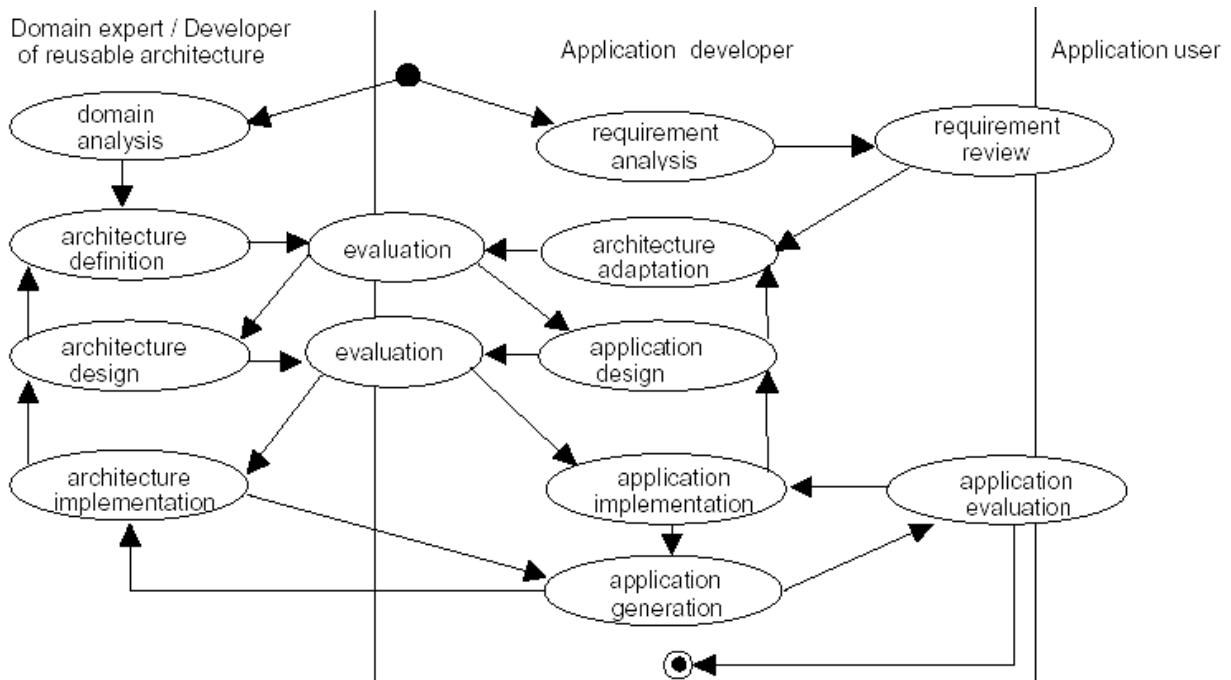 Domain expert / Developer
of reusable architecture
Application developer
Application user
domain
analysis
requirement
analysis
requirement
review
architecture
definition
evaluation
architecture
adaptation
architecture
design
evaluation
application
design
architecture
implementation
application
implementation
application
evaluation
application
generation